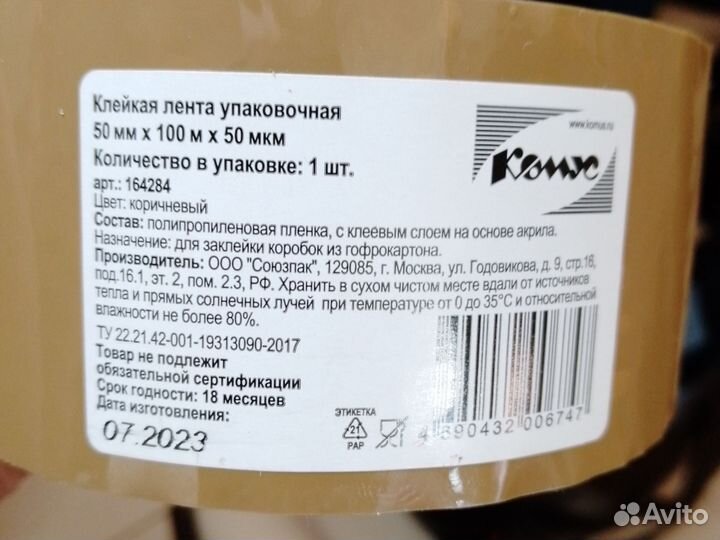 Клейкая лента упаковочная
50 мм х 100 м х 50 мкм
Количество в упаковке: 1 шт.
арт.: 164284
Цвет: коричневый
Состав: полипропиленовая пленка, с клеевым слоем на основе акрила.
Назначение: для заклейки коробок из гофрокартона.
Производитель: ООО "Союзпак", 129085, г. Москва, ул. Годовикова, д. 9, стр.16,
под.16.1, эт. 2, пом. 2.3, РФ. Хранить в сухом чистом месте вдали от источников
тепла и прямых солнечных лучей при температуре от 0 до 35°С и относительной
влажности не более 80%.
ТУ 22.21.42-001-19313090-2017
Товар не подлежит
обязательной сертификации
Срок годности: 18 месяцев
Дата изготовления:
07.2023
www.komus.ru
Комус
ЭТИКЕТКА
21
PAP
4 690432 006747
Avito